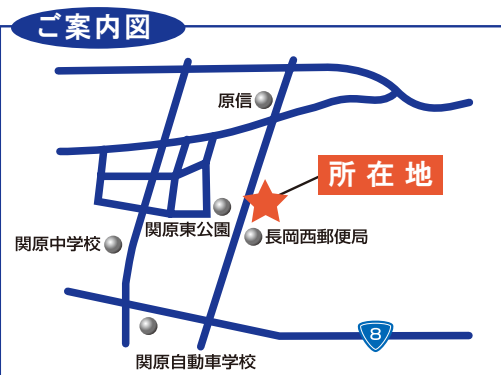 ご案内図
原信
所在地
関原東公園
長岡西郵便局
関原中学校
8
関原自動車学校